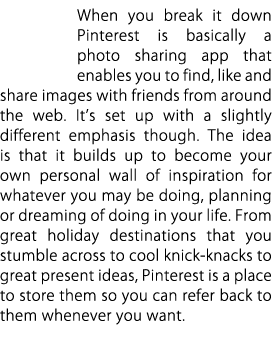 When you break it down
Pinterest is basically a
photo sharing app that
enables you to find, like and
share images with friends from around
the web. It's set up with a slightly
different emphasis though. The idea
is that it builds up to become your
own personal wall of inspiration for
whatever you may be doing, planning
or dreaming of doing in your life. From
great holiday destinations that you
stumble across to cool knick-knacks to
great present ideas, Pinterest is a place
to store them so you can refer back to
them whenever you want.